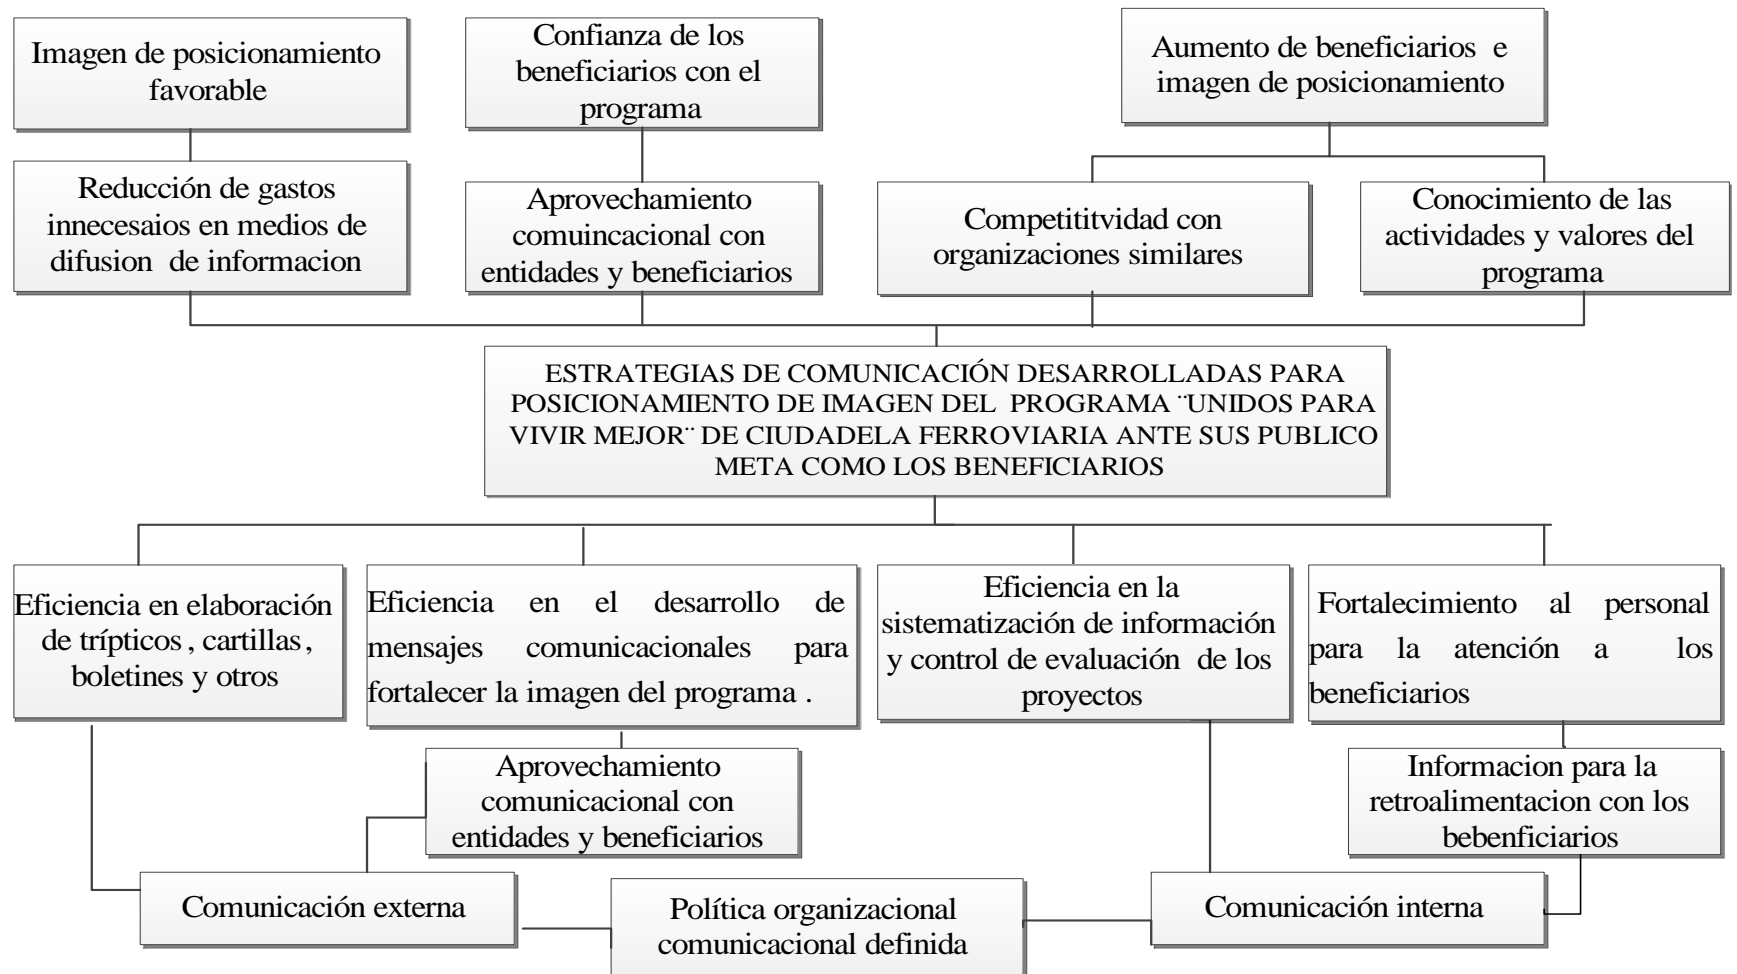 Imagen de posicionamiento
favorable
Confianza de los
beneficiarios con el
programa
Aumento de beneficiarios e
imagen de posicionamiento
Reducción de gastos
innecesaios en medios de
difusion de informacion
Aprovechamiento
comuincacional con
entidades y beneficiarios
Competititvidad con
organizaciones similares
Conocimiento de las
actividades y valores del
programa
ESTRATEGIAS DE COMUNICACIÓN DESARROLLADAS PARA
POSICIONAMIENTO DE IMAGEN DEL PROGRAMA ¨UNIDOS PARA
VIVIR MEJOR¨ DE CIUDADELA FERROVIARIA ANTE SUS PUBLICO
META COMO LOS BENEFICIARIOS
Eficiencia en elaboración
de trípticos, cartillas,
boletines y otros
Eficiencia en el desarrollo de
mensajes comunicacionales para
fortalecer la imagen del programa .
Eficiencia en la
sistematización de información
y control de evaluación de los
proyectos
Fortalecimiento al personal
para la atención a los
beneficiarios
Aprovechamiento
comunicacional con
entidades y beneficiarios
Informacion para la
retroalimentacion con los
bebenficiarios
Comunicación externa
Política organizacional
comunicacional definida
Comunicación interna